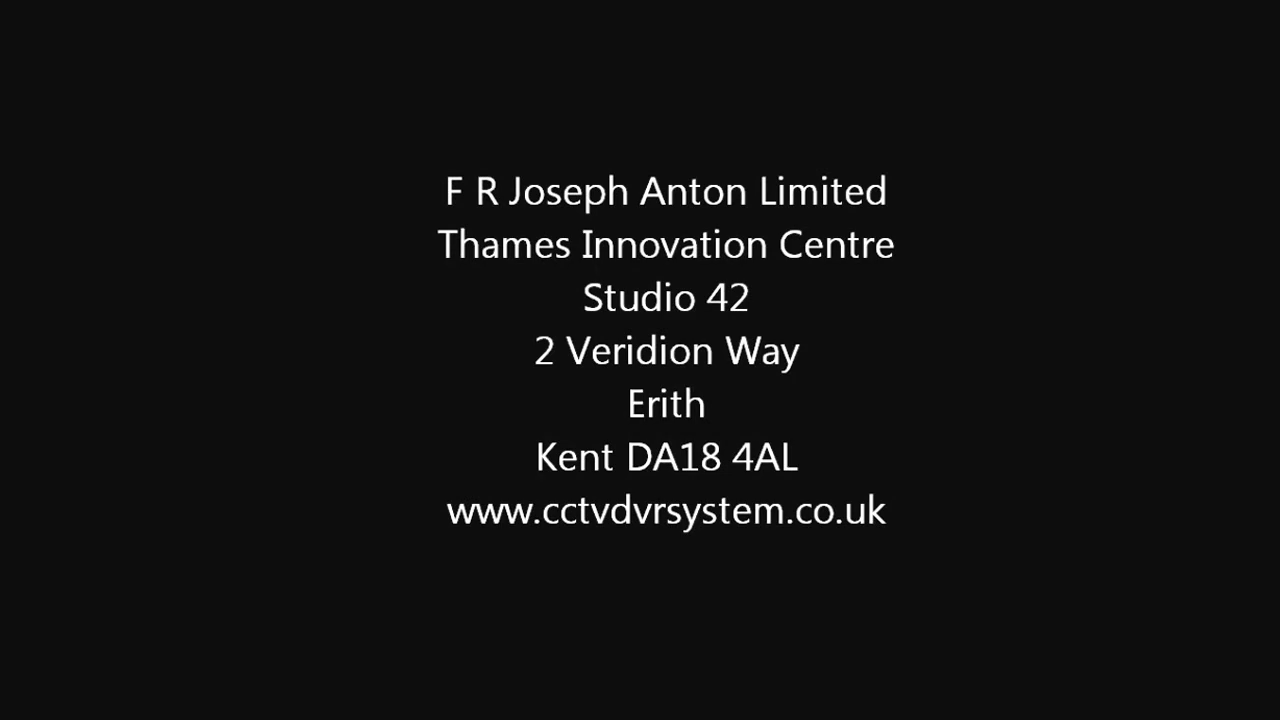 F R Joseph Anton Limited
Thames Innovation Centre
Studio 42
2 Veridion Way
Erith
Kent DA18 4AL
www.cctvdvrsystem.co.uk